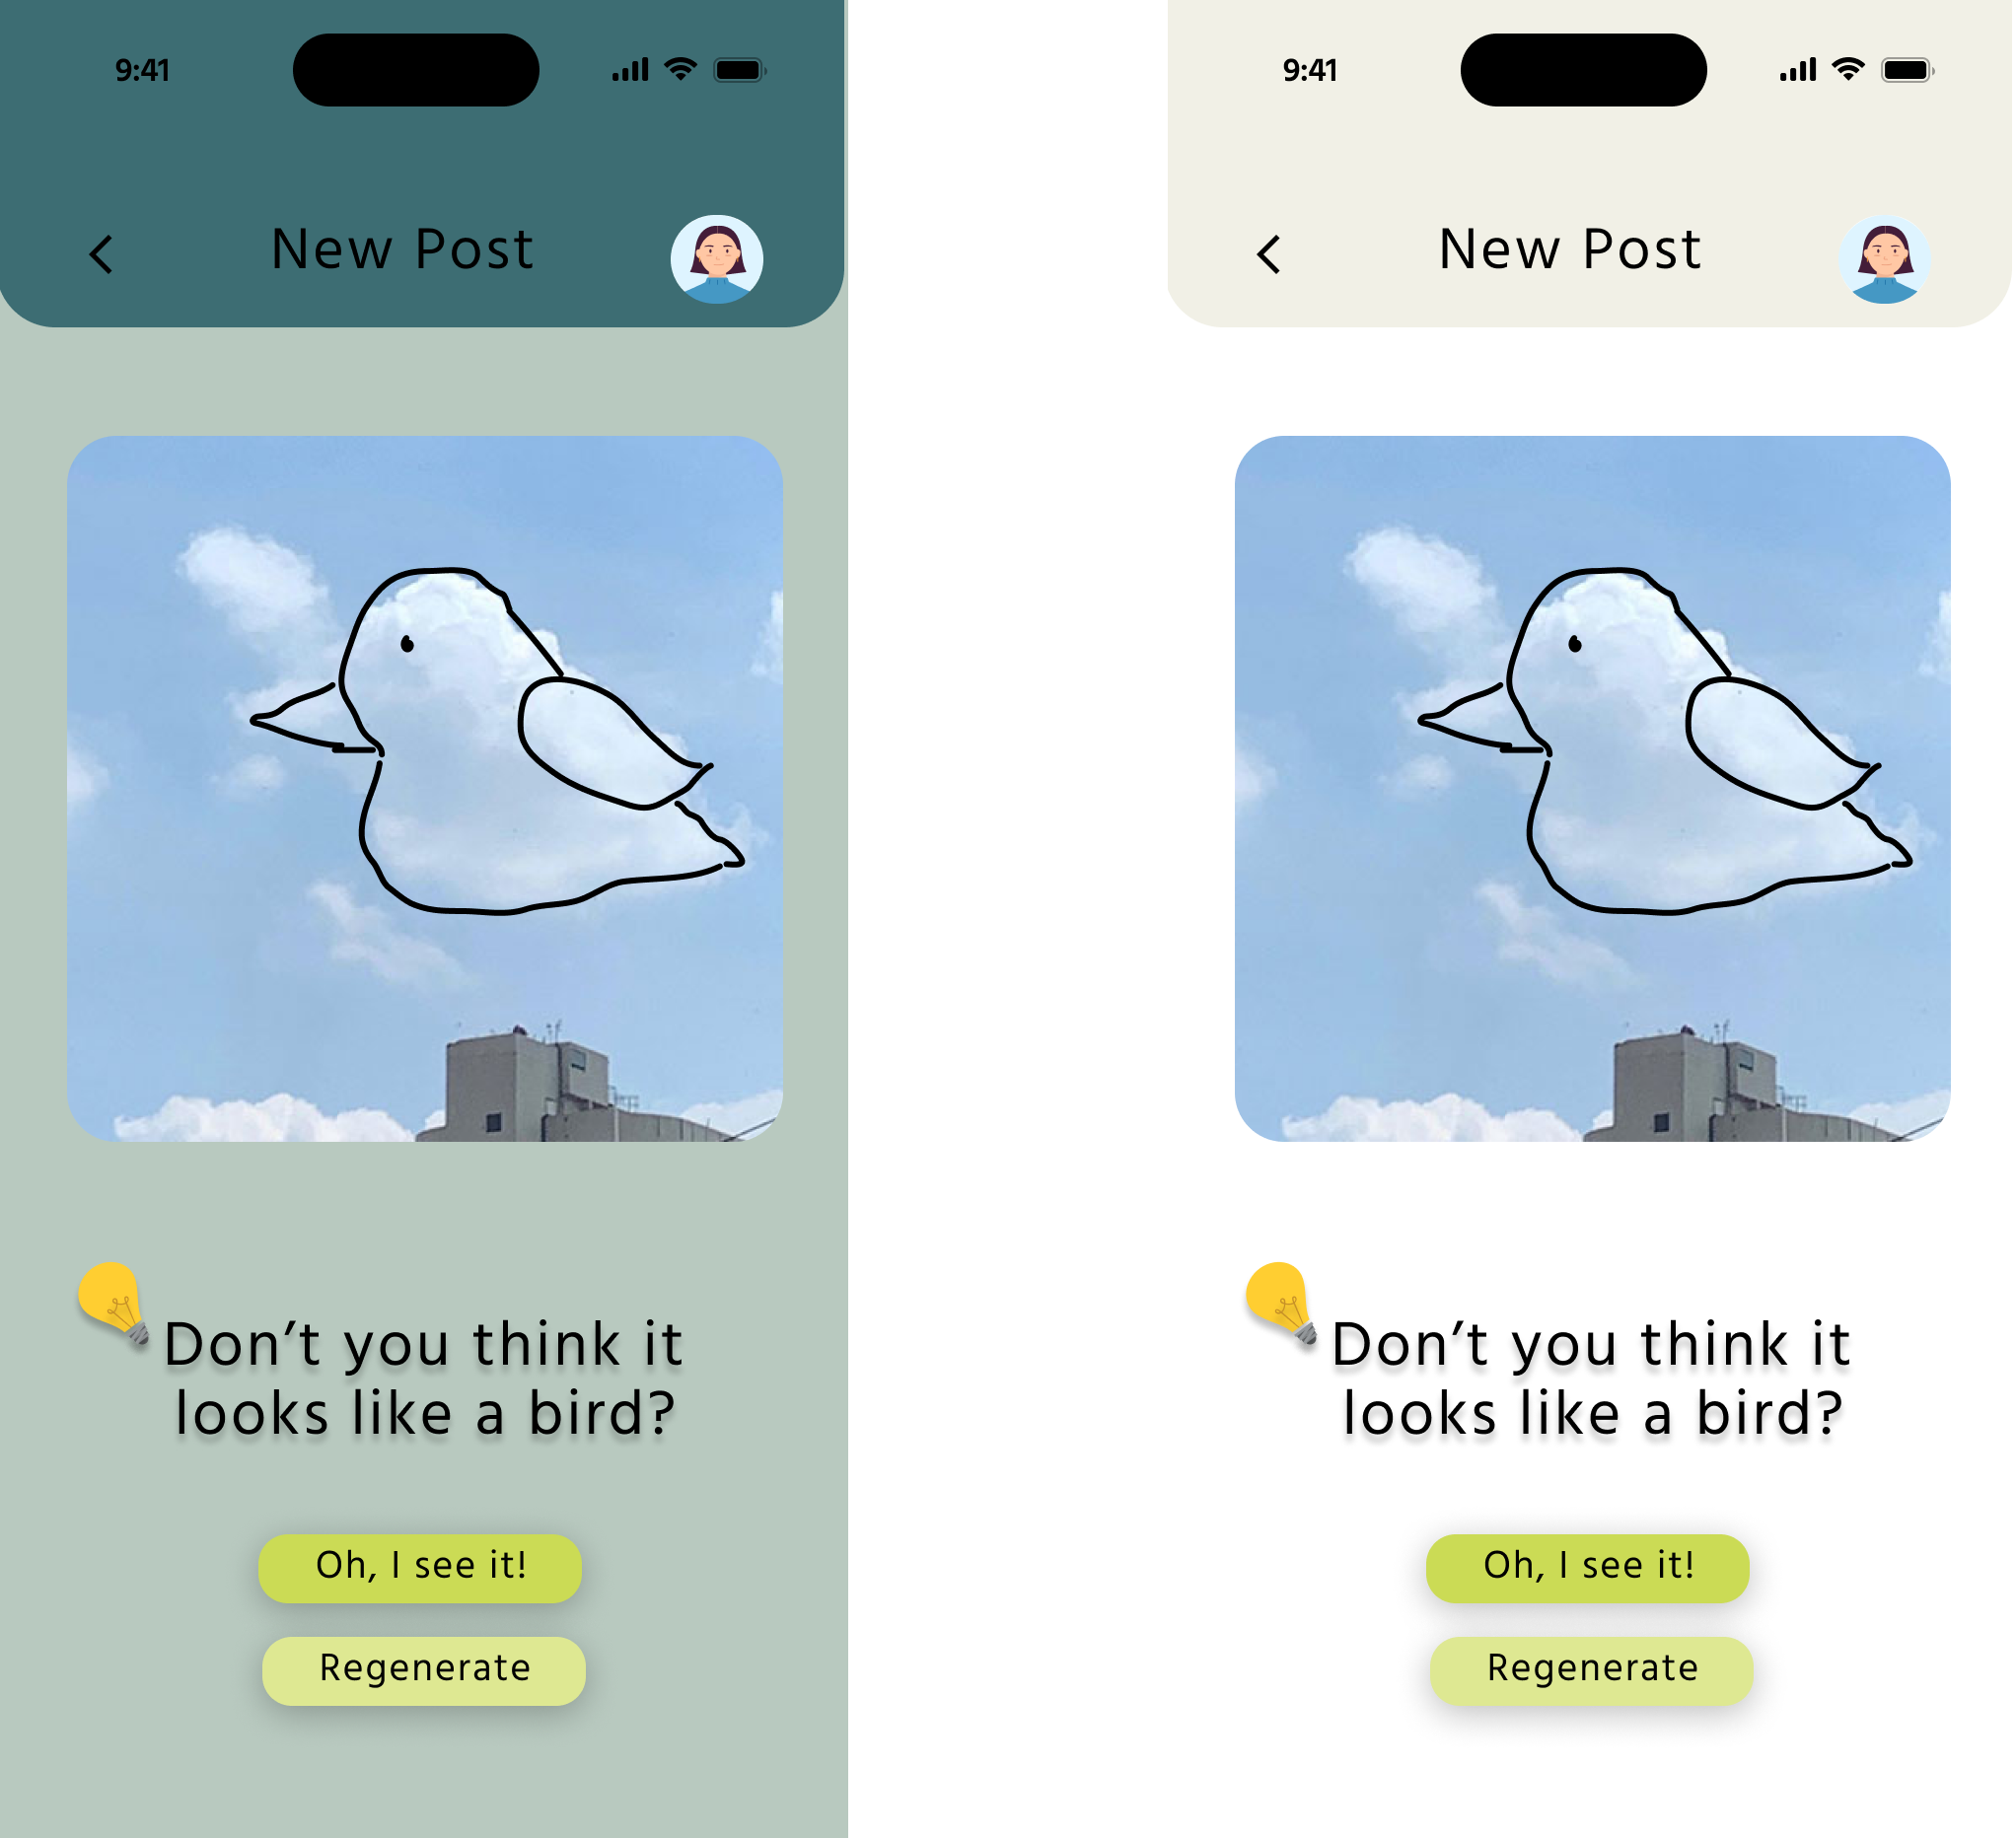 9:41
New Post
Don’t you think it
looks like a bird?
Oh, I see it!
Regenerate
9:41
New Post
Don’t you think it
looks like a bird?
Oh, I see it!
Regenerate